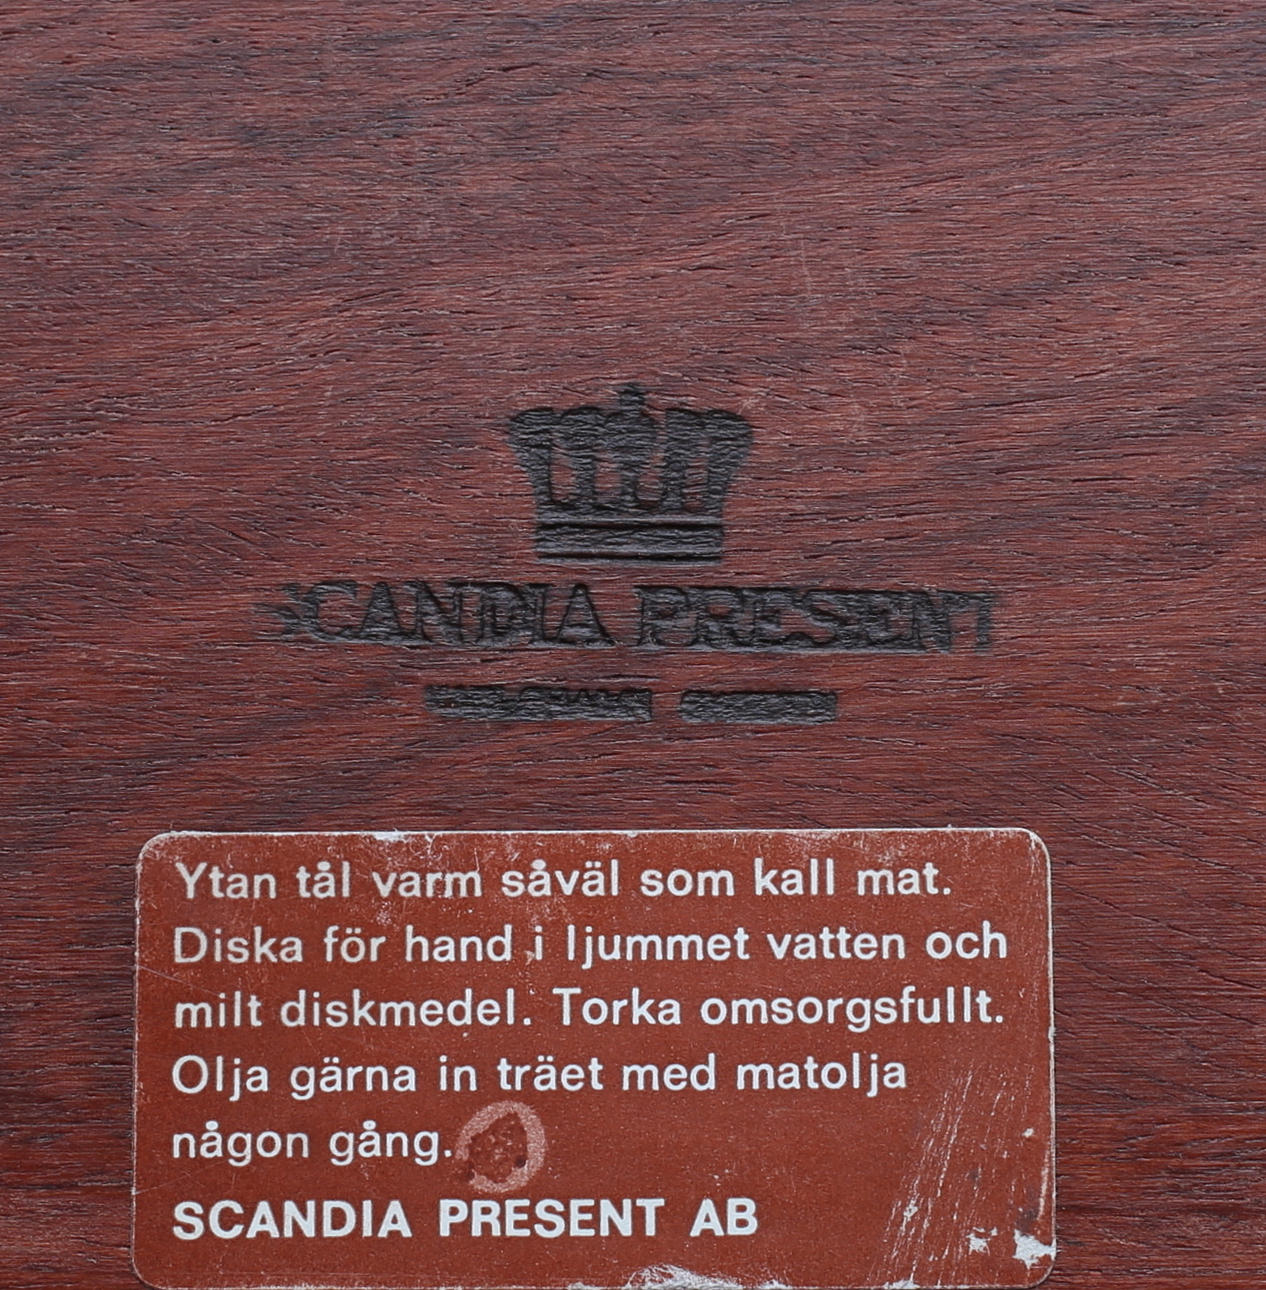 SCANDIA PRESENT
Ytan tål varm såväl som kall mat.
Diska för hand i ljummet vatten och
milt diskmedel. Torka omsorgsfullt.
Olja gärna in träet med matolja
någon gång.
SCANDIA PRESENT AB